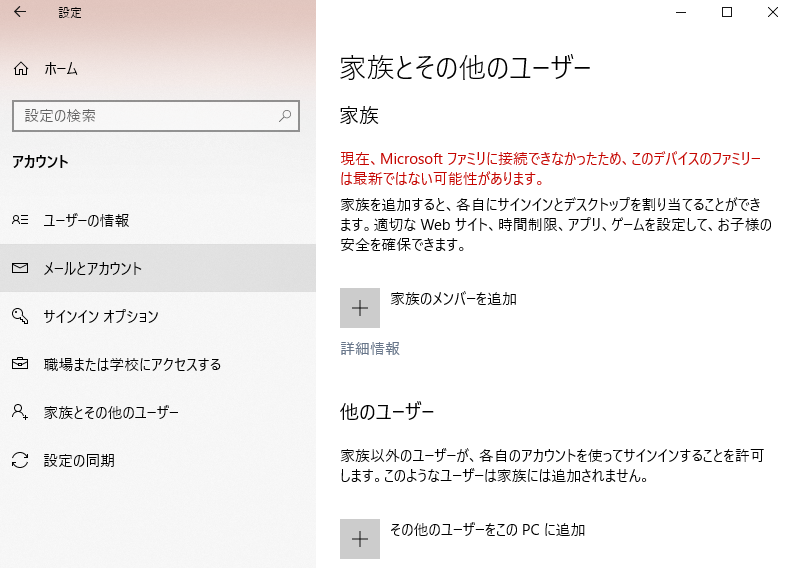 設定
ホーム
設定の検索
アカウント
ユーザーの情報
メールとアカウント
サインイン オプション
職場または学校にアクセスする
家族とその他のユーザー
設定の同期
家族とその他のユーザー
家族
現在、Microsoft ファミリに接続できなかったため、このデバイスのファミリー
は最新ではない可能性があります。
家族を追加すると、各自にサインインとデスクトップを割り当てることができ
ます。適切な Web サイト、時間制限、アプリ、ゲームを設定して、お子様の
安全を確保できます。
家族のメンバーを追加
詳細情報
他のユーザー
家族以外のユーザーが、各自のアカウントを使ってサインインすることを許可
します。このようなユーザーは家族には追加されません。
その他のユーザーをこの PC に追加